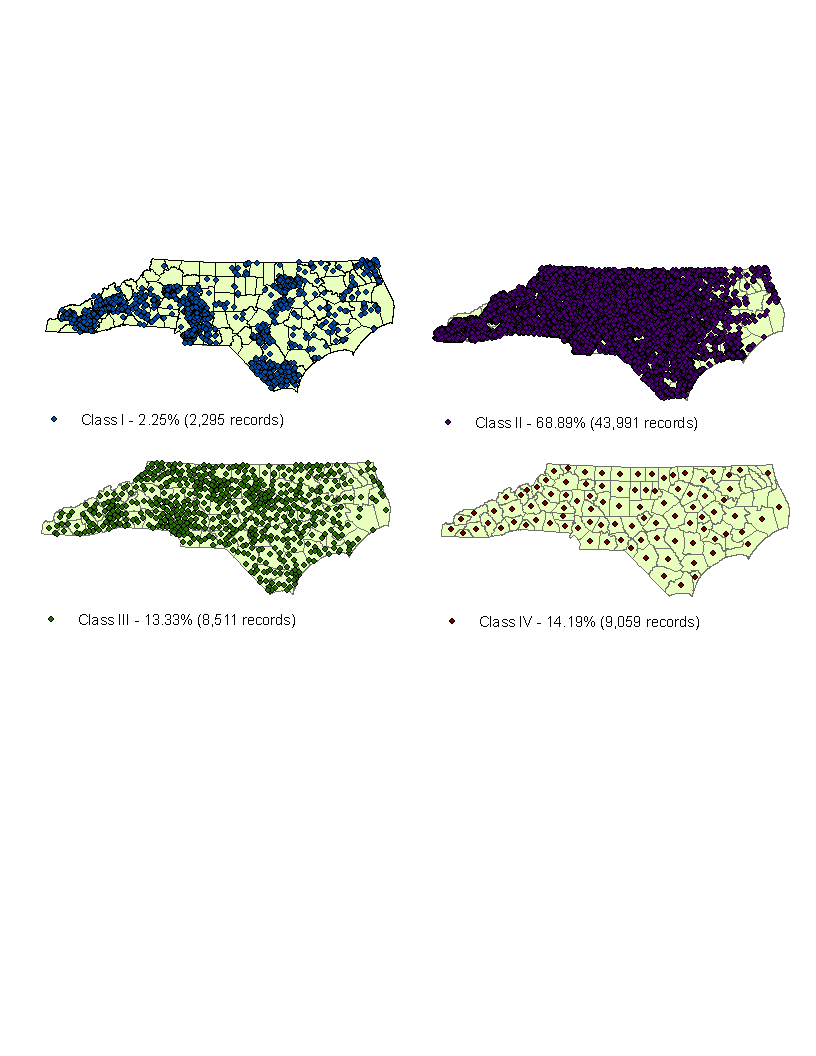 Class I - 2.25% (2,295 records)
Class II - 68.89% (43,991 records)
Class III - 13.33% (8,511 records)
Class IV - 14.19% (9,059 records)